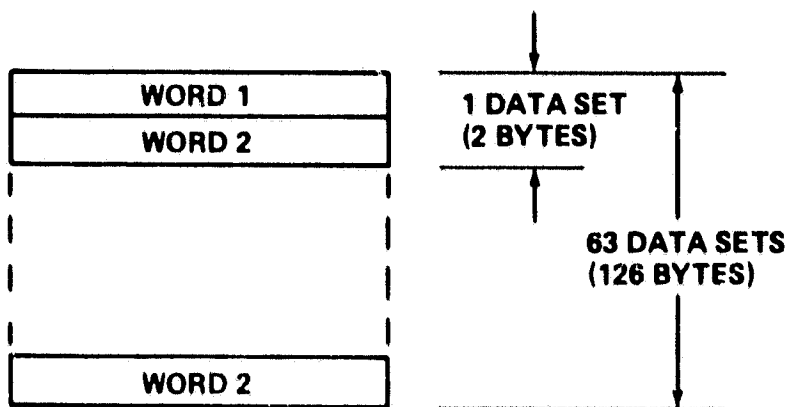 WORD 1
WORD 2
1 DATA SET
(2 BYTES)
63 DATA SETS
(126 BYTES)
WORD 2